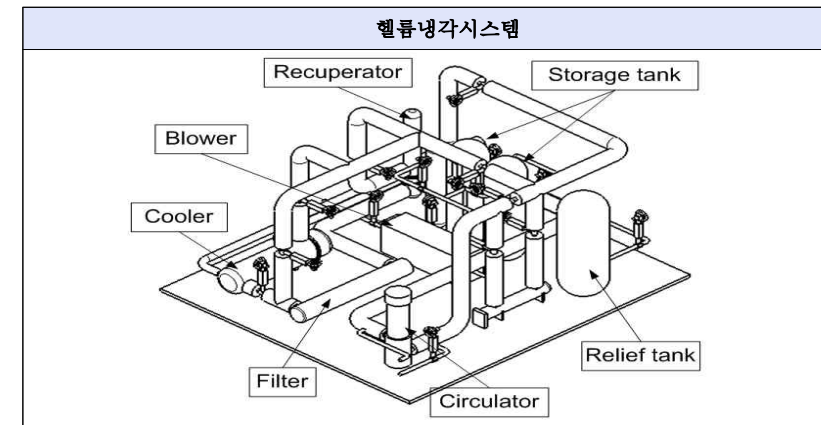 헬륨냉각시스템
Recuperator
Storage tank
Blower
Cooler
Relief tank
Filter
Circulator